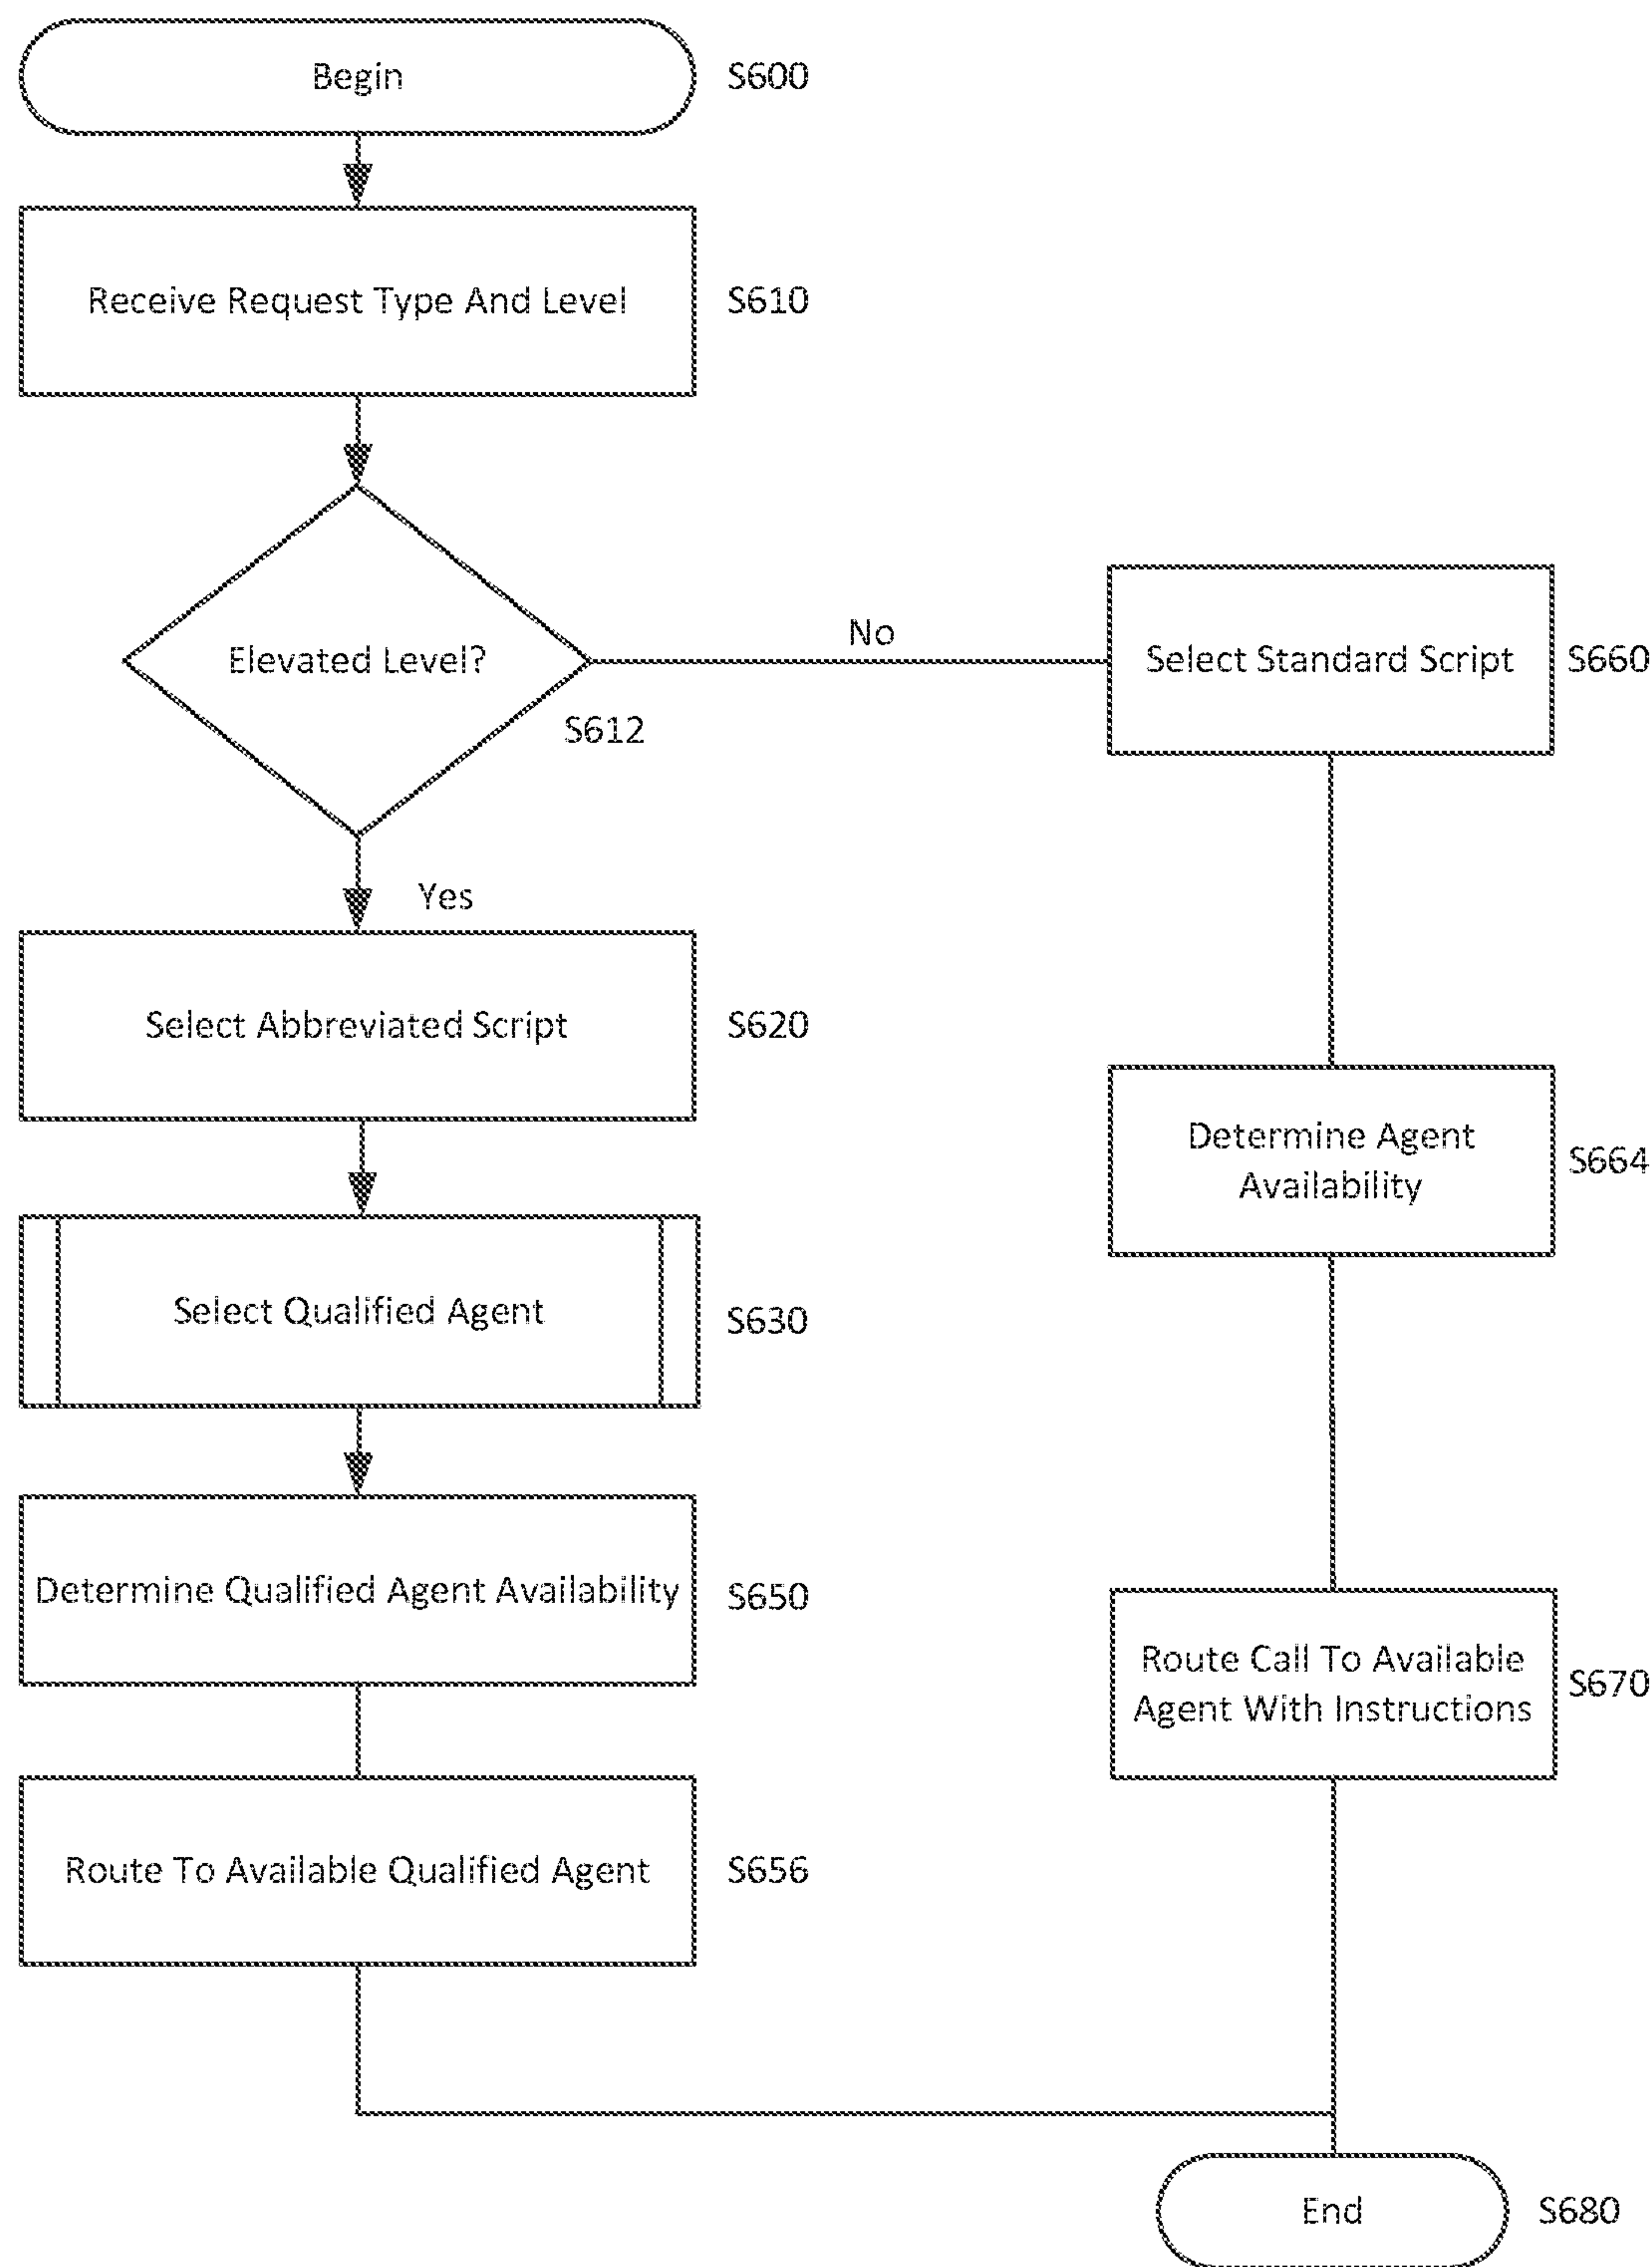 Begin
S600
Receive Request Type And Level
S610
Elevated Level?
S612
No
Select Standard Script
S660
Yes
Select Abbreviated Script
S620
Determine Agent
Availability
S664
Select Qualified Agent
S630
Determine Qualified Agent Availability
S650
Route Call To Available
Agent With Instructions
S670
Route To Available Qualified Agent
S656
End
S680